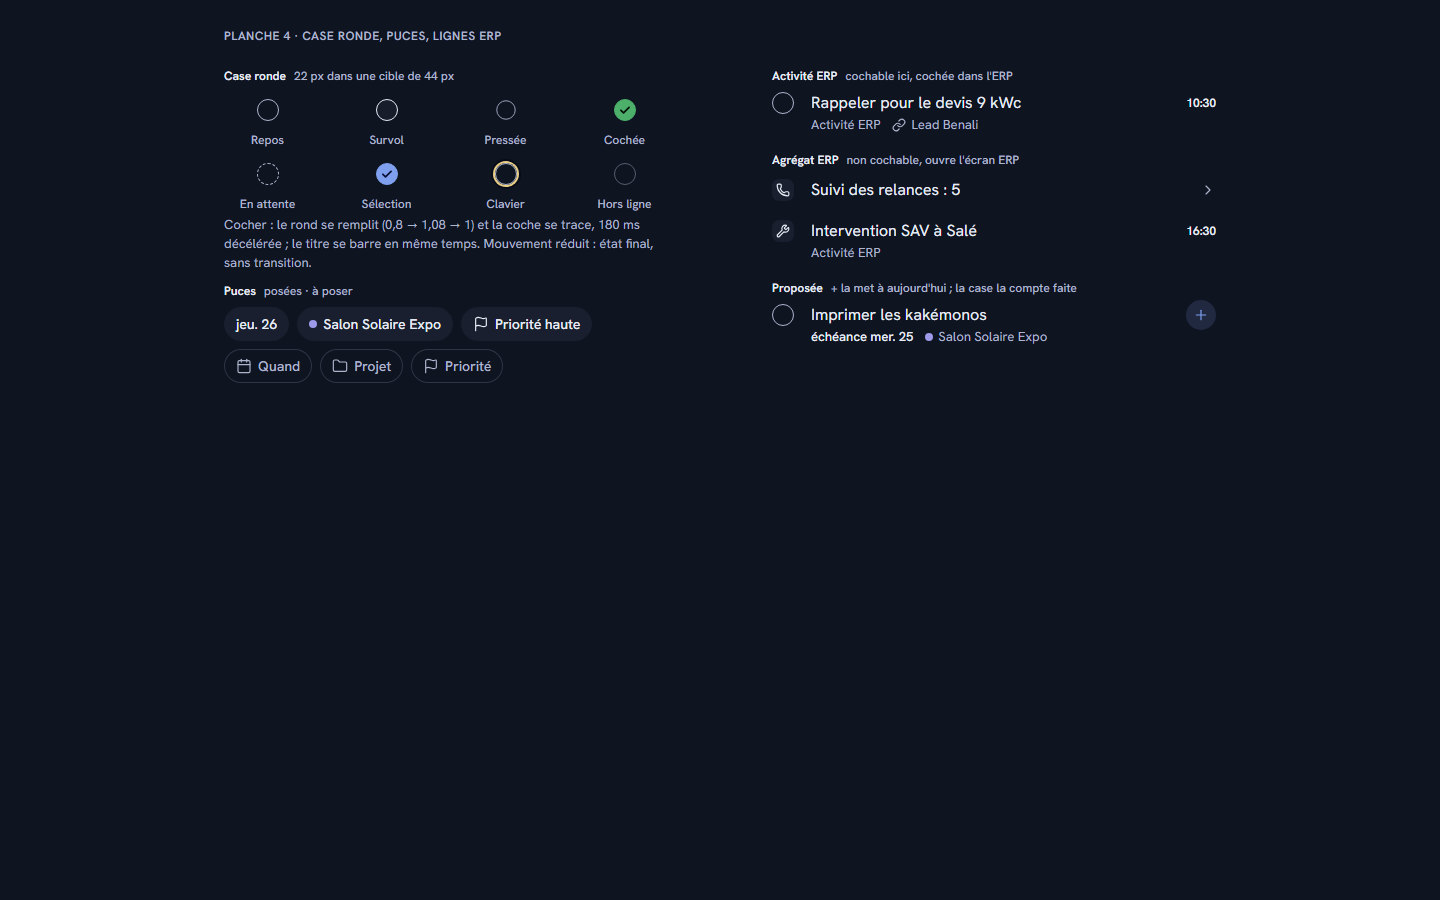 PLANCHE 4 · CASE RONDE, PUCES, LIGNES ERP
Case ronde 22 px dans une cible de 44 px
Repos Survol Pressée Cochée
En attente Sélection Clavier Hors ligne
Cocher : le rond se remplit (0,8 → 1,08 → 1) et la coche se trace, 180 ms
décélérée ; le titre se barre en même temps. Mouvement réduit : état final,
sans transition.
Puces posées · à poser
jeu. 26 Salon Solaire Expo Priorité haute
Quand Projet Priorité
Activité ERP cochable ici, cochée dans l'ERP
Rappeler pour le devis 9 kWc 10:30
Activité ERP Lead Benali
Agrégat ERP non cochable, ouvre l'écran ERP
Suivi des relances : 5
Intervention SAV à Salé 16:30
Activité ERP
Proposée + la met à aujourd'hui ; la case la compte faite
Imprimer les kakémonos
échéance mer. 25 Salon Solaire Expo